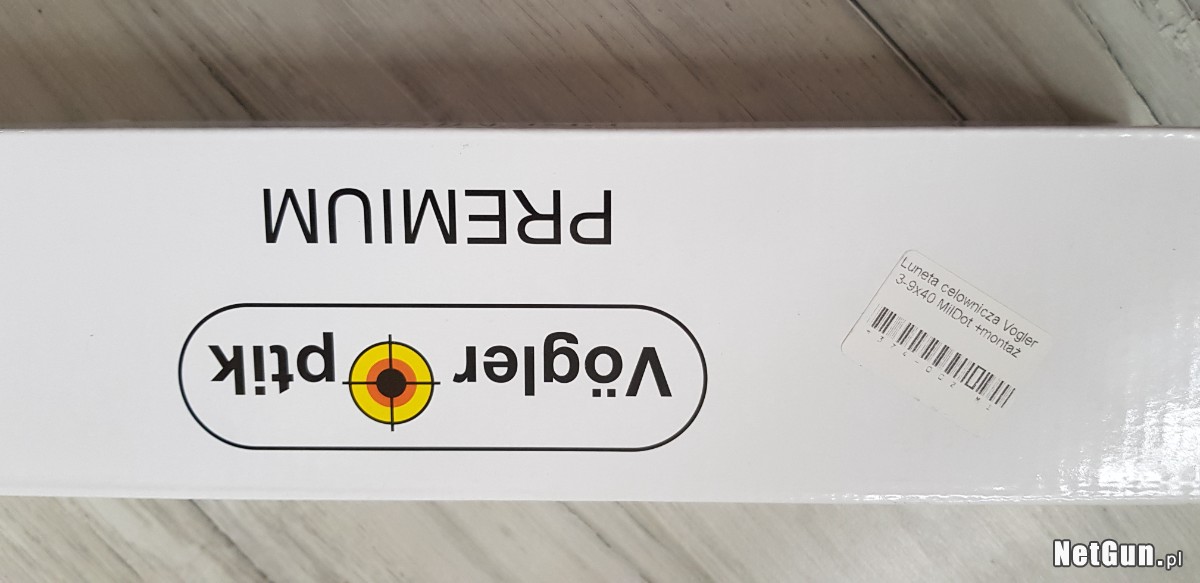 PREMIUM
Vögler ptik
Luneta celownicza Vogler
3-9x40 MilDot +montaż
NetGun.pl